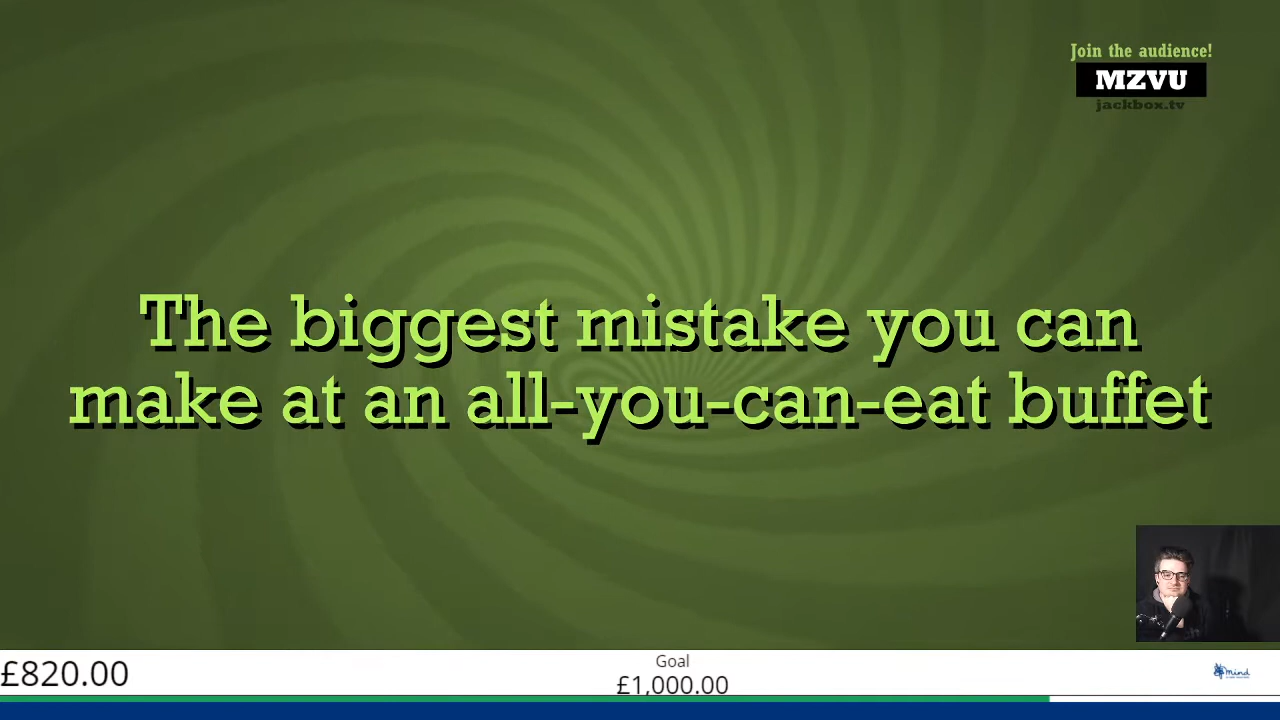 Join the audience!
MZVU
jackbox.tv
The biggest mistake you can
make at an all-you-can-eat buffet
£820.00
Goal
£1,000.00
mind